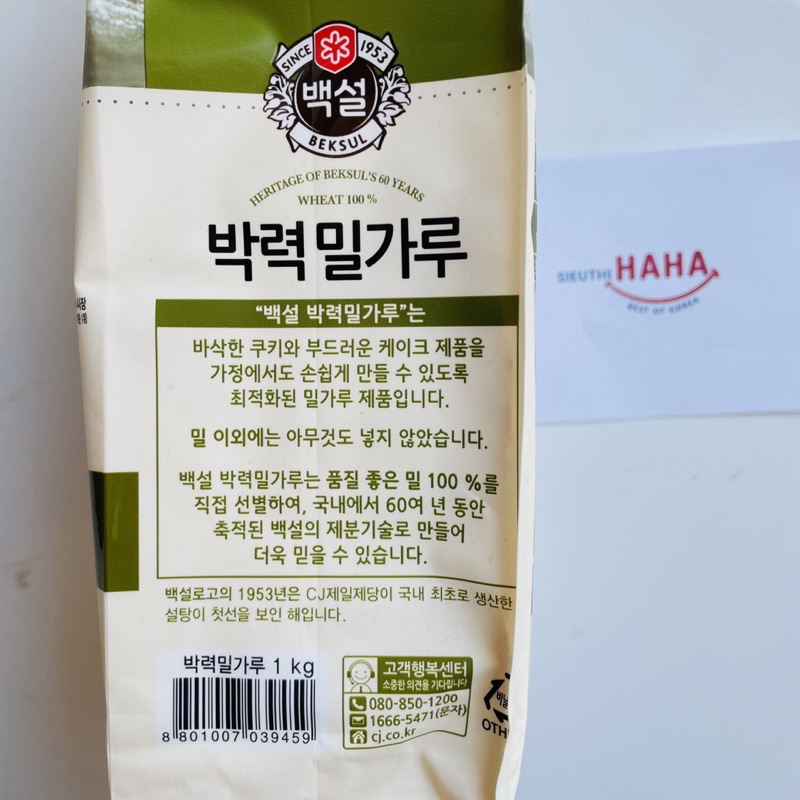 SINCE 1953
백설
BEKSUL
HERITAGE OF BEKSUL'S 60 YEARS
WHEAT 100 %
박력밀가루
“백설 박력밀가루”는
바삭한 쿠키와 부드러운 케이크 제품을
가정에서도 손쉽게 만들 수 있도록
최적화된 밀가루 제품입니다.
밀 이외에는 아무것도 넣지 않았습니다.
백설 박력밀가루는 품질 좋은 밀 100 %를
직접 선별하여, 국내에서 60여 년 동안
축적된 백설의 제분기술로 만들어
더욱 믿을 수 있습니다.
백설로고의 1953년은 CJ제일제당이 국내 최초로 생산한
설탕이 첫선을 보인 해입니다.
박력밀가루 1 kg
8 801007 039459
고객행복센터
소중한 의견을 기다립니다
080-850-1200
1666-5471(문자)
cj.co.kr
SIEUTHI HAHA
BEST OF KOREA